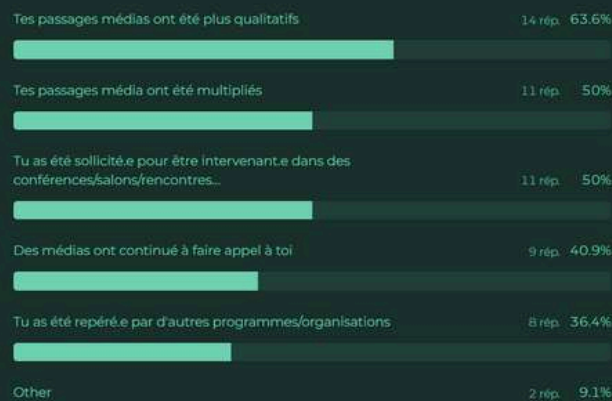 Tes passages médias ont été plus qualitatifs 14 rép. 63.6%
Tes passages média ont été multipliés 11 rép. 50%
Tu as été sollicité.e pour être intervenant.e dans des
conférences/salons/rencontres... 11 rép. 50%
Des médias ont continué à faire appel à toi 9 rép. 40.9%
Tu as été repéré.e par d'autres programmes/organisations 8 rép. 36.4%
Other 2 rép. 9.1%